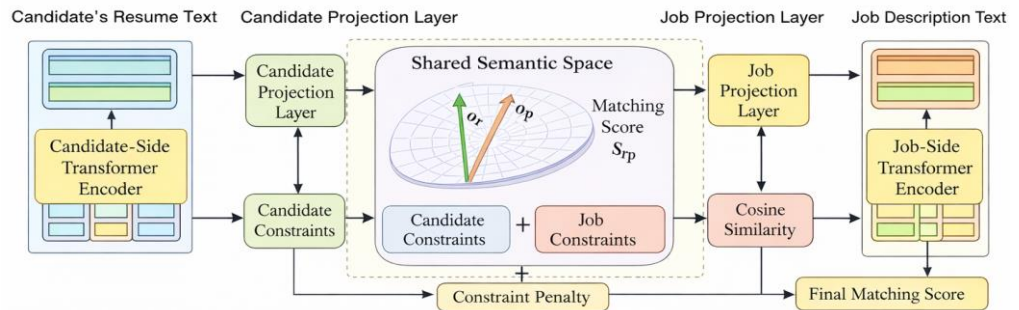 Candidate's Resume Text
Candidate Projection Layer
Job Projection Layer
Job Description Text
Candidate-Side
Transformer
Encoder
Candidate
Projection
Layer
Candidate
Constraints
Shared Semantic Space
o_r
o_p
Matching
Score
S_rp
Candidate
Constraints
+
Job
Constraints
+
Constraint Penalty
Job
Projection
Layer
Cosine
Similarity
Job-Side
Transformer
Encoder
Final Matching Score